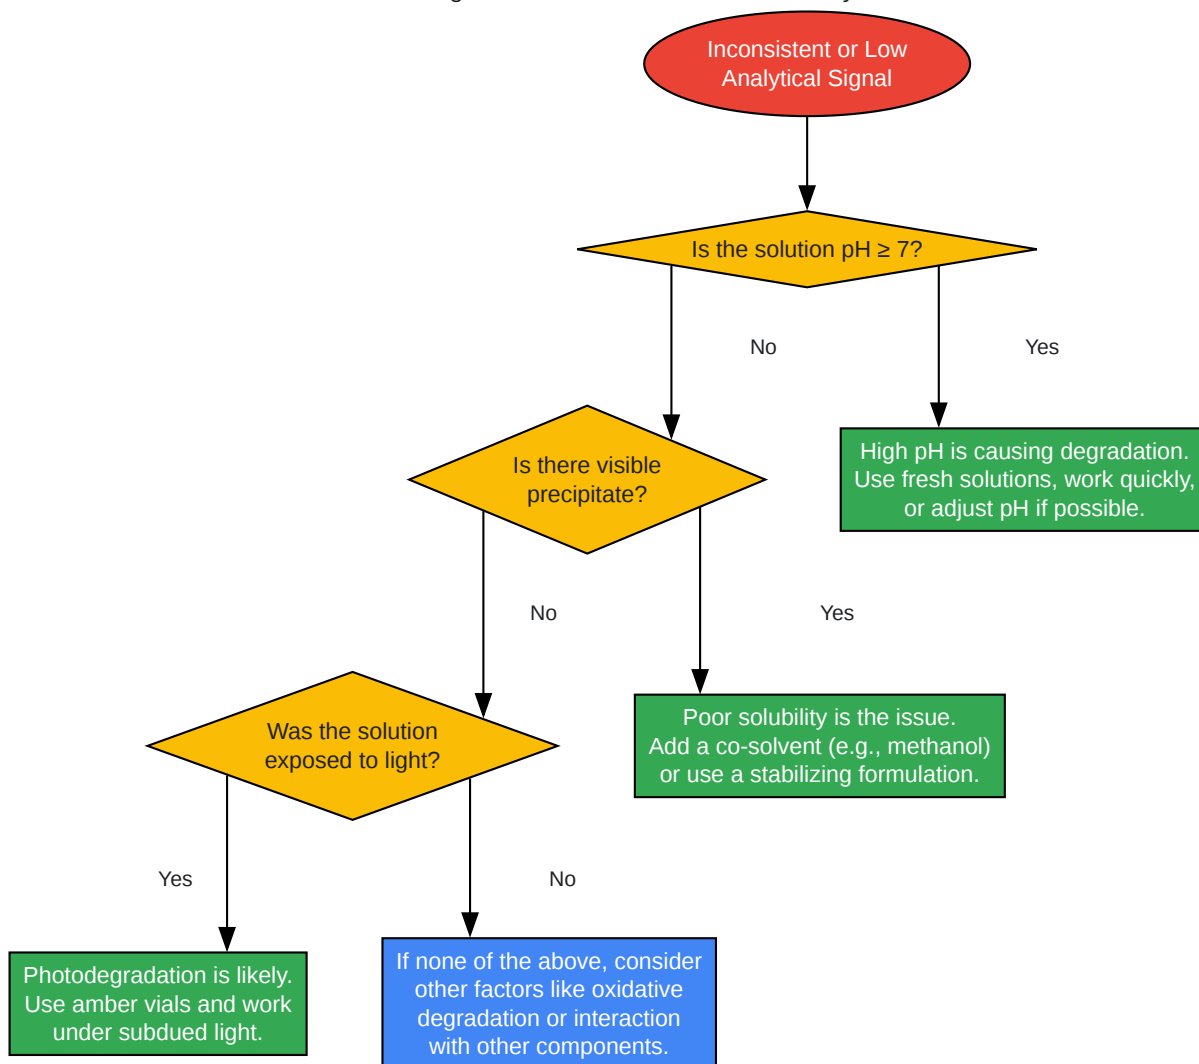 Inconsistent or Low
Analytical Signal
Is the solution pH ≥ 7?
No
Yes
Is there visible
precipitate?
High pH is causing degradation.
Use fresh solutions, work quickly,
or adjust pH if possible.
No
Yes
Was the solution
exposed to light?
Poor solubility is the issue.
Add a co-solvent (e.g., methanol)
or use a stabilizing formulation.
Yes
No
Photodegradation is likely.
Use amber vials and work
under subdued light.
If none of the above, consider
other factors like oxidative
degradation or interaction
with other components.